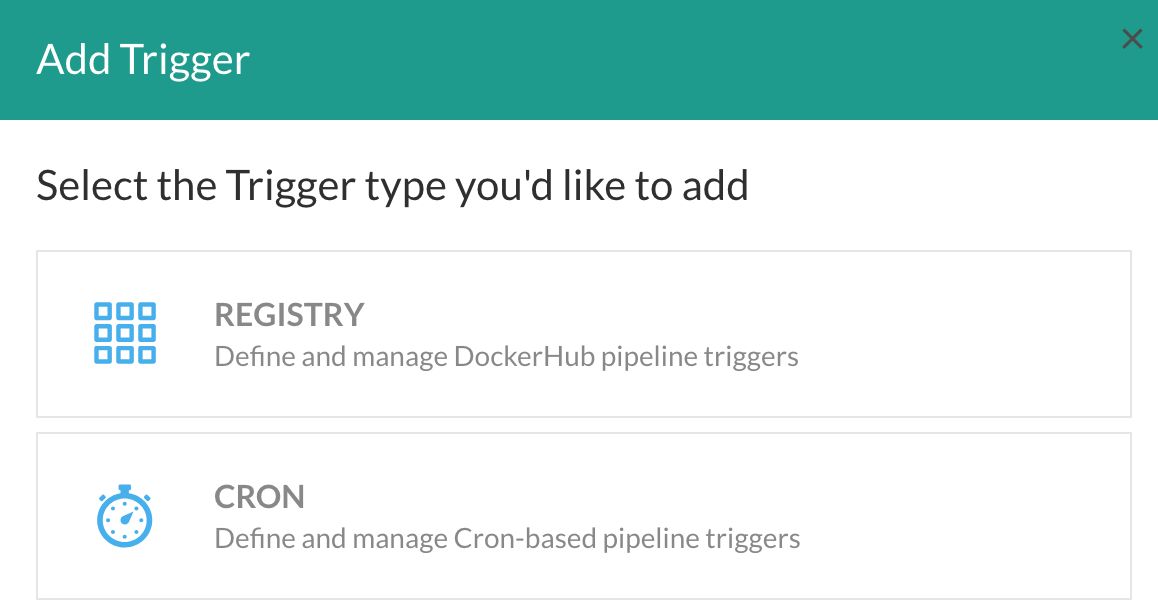 Add Trigger
Select the Trigger type you'd like to add
REGISTRY
Define and manage DockerHub pipeline triggers
CRON
Define and manage Cron-based pipeline triggers